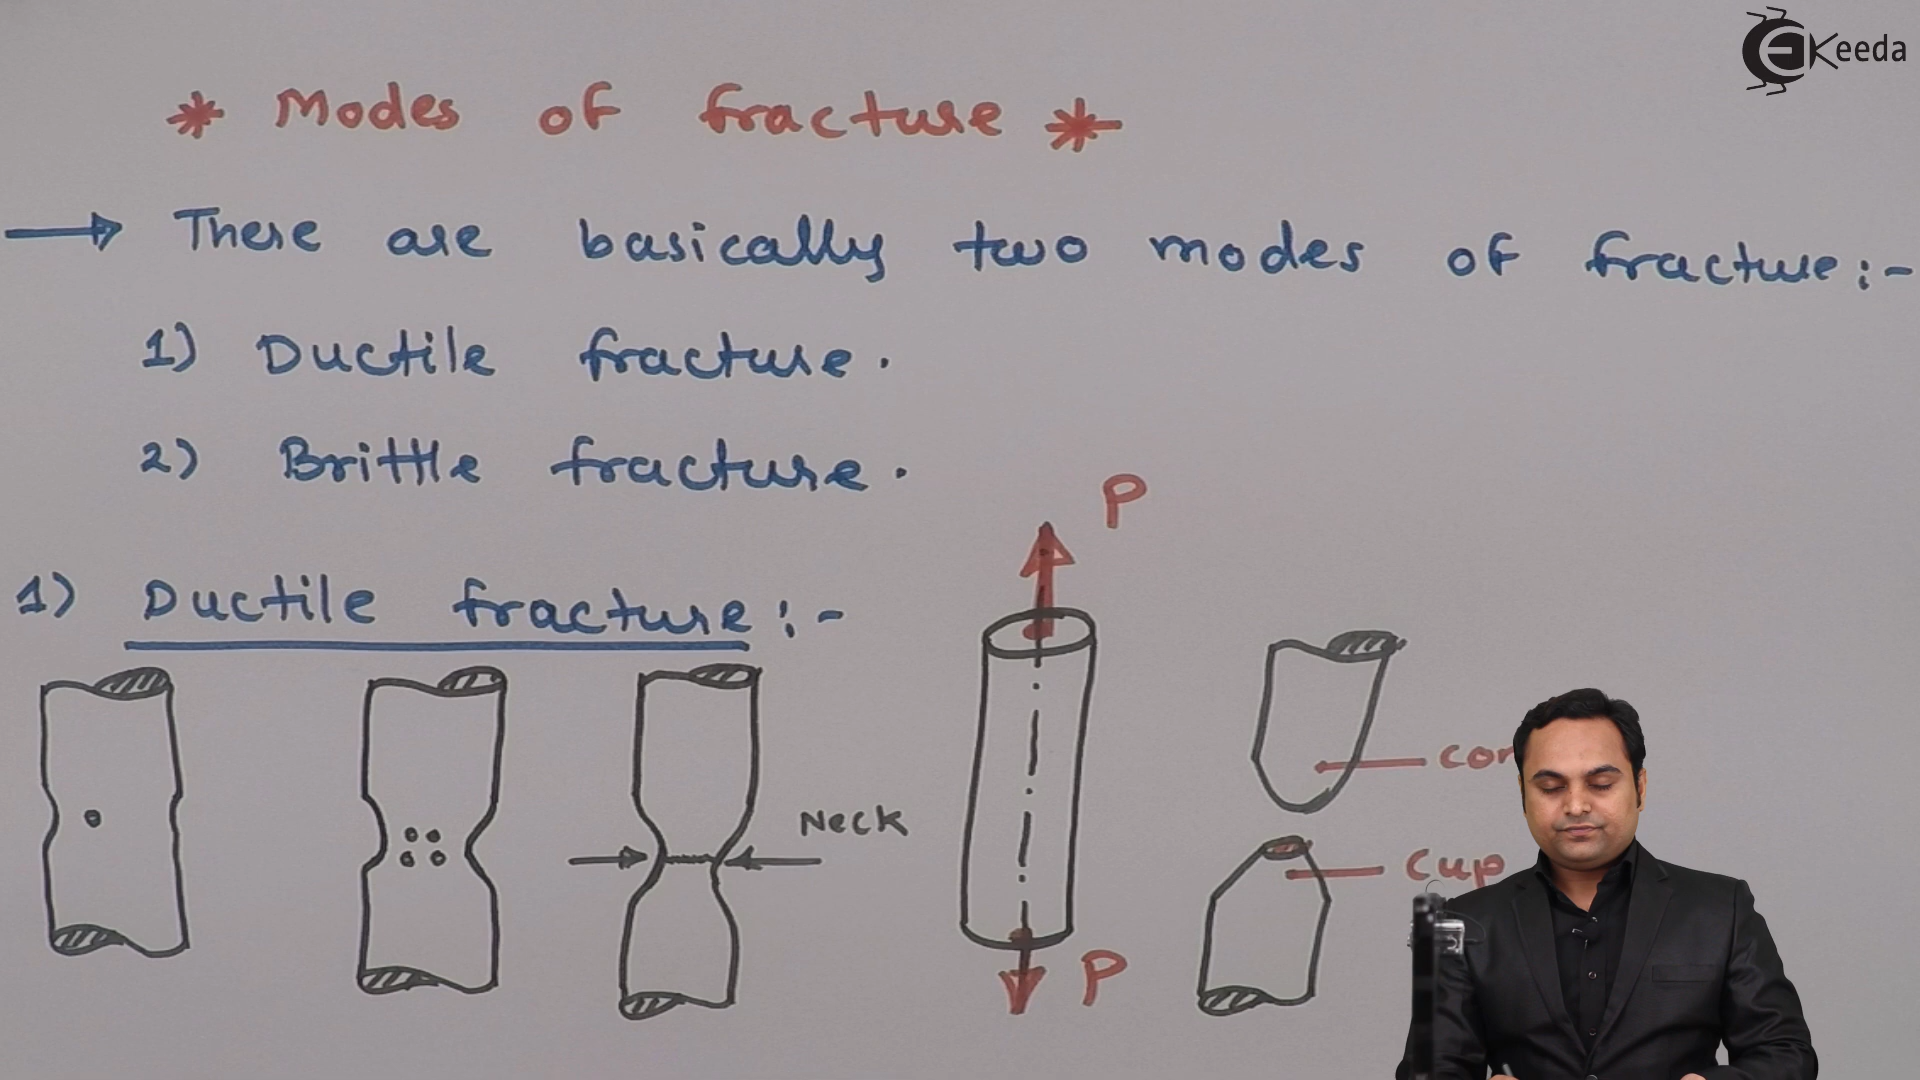 EKeeda
* Modes of fracture *
→ There are basically two modes of fracture:-
1) Ductile fracture.
2) Brittle fracture.
P
1) Ductile fracture:-
Neck
Cup
P